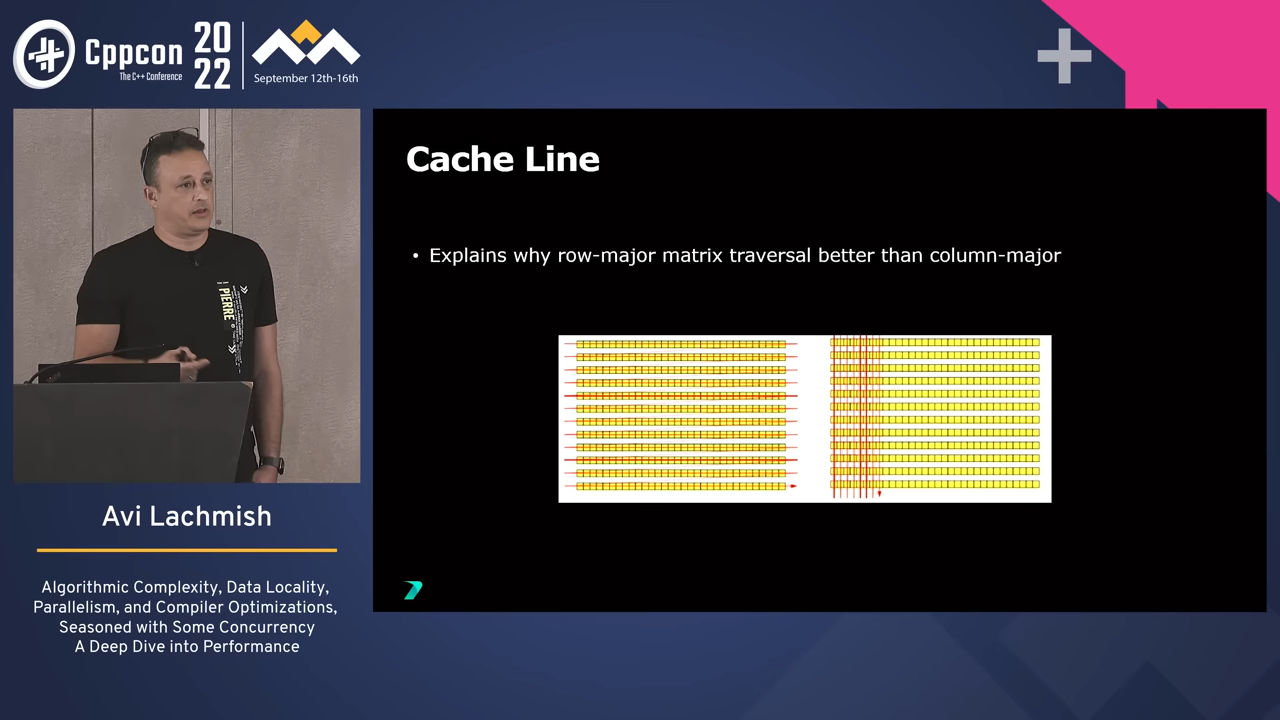 Cppcon
The C++ Conference
20
22
September 12th-16th
Cache Line
• Explains why row-major matrix traversal better than column-major
PIERRE
Avi Lachmish
Algorithmic Complexity, Data Locality,
Parallelism, and Compiler Optimizations,
Seasoned with Some Concurrency
A Deep Dive into Performance